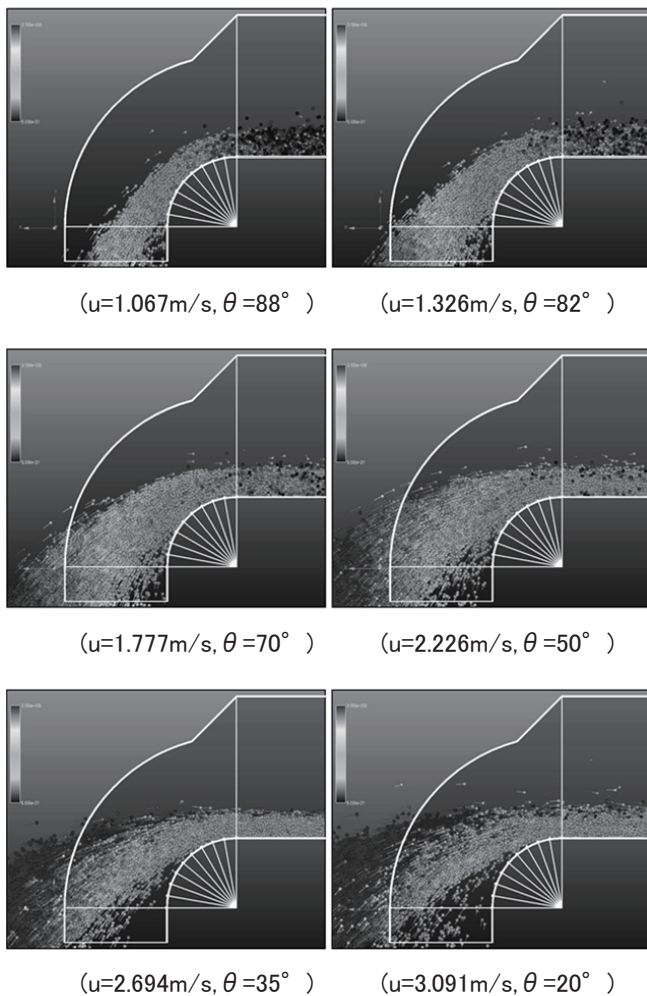 (u=1.067m/s, θ=88° )
(u=1.326m/s, θ=82° )
(u=1.777m/s, θ=70° )
(u=2.226m/s, θ=50° )
(u=2.694m/s, θ=35° )
(u=3.091m/s, θ=20° )